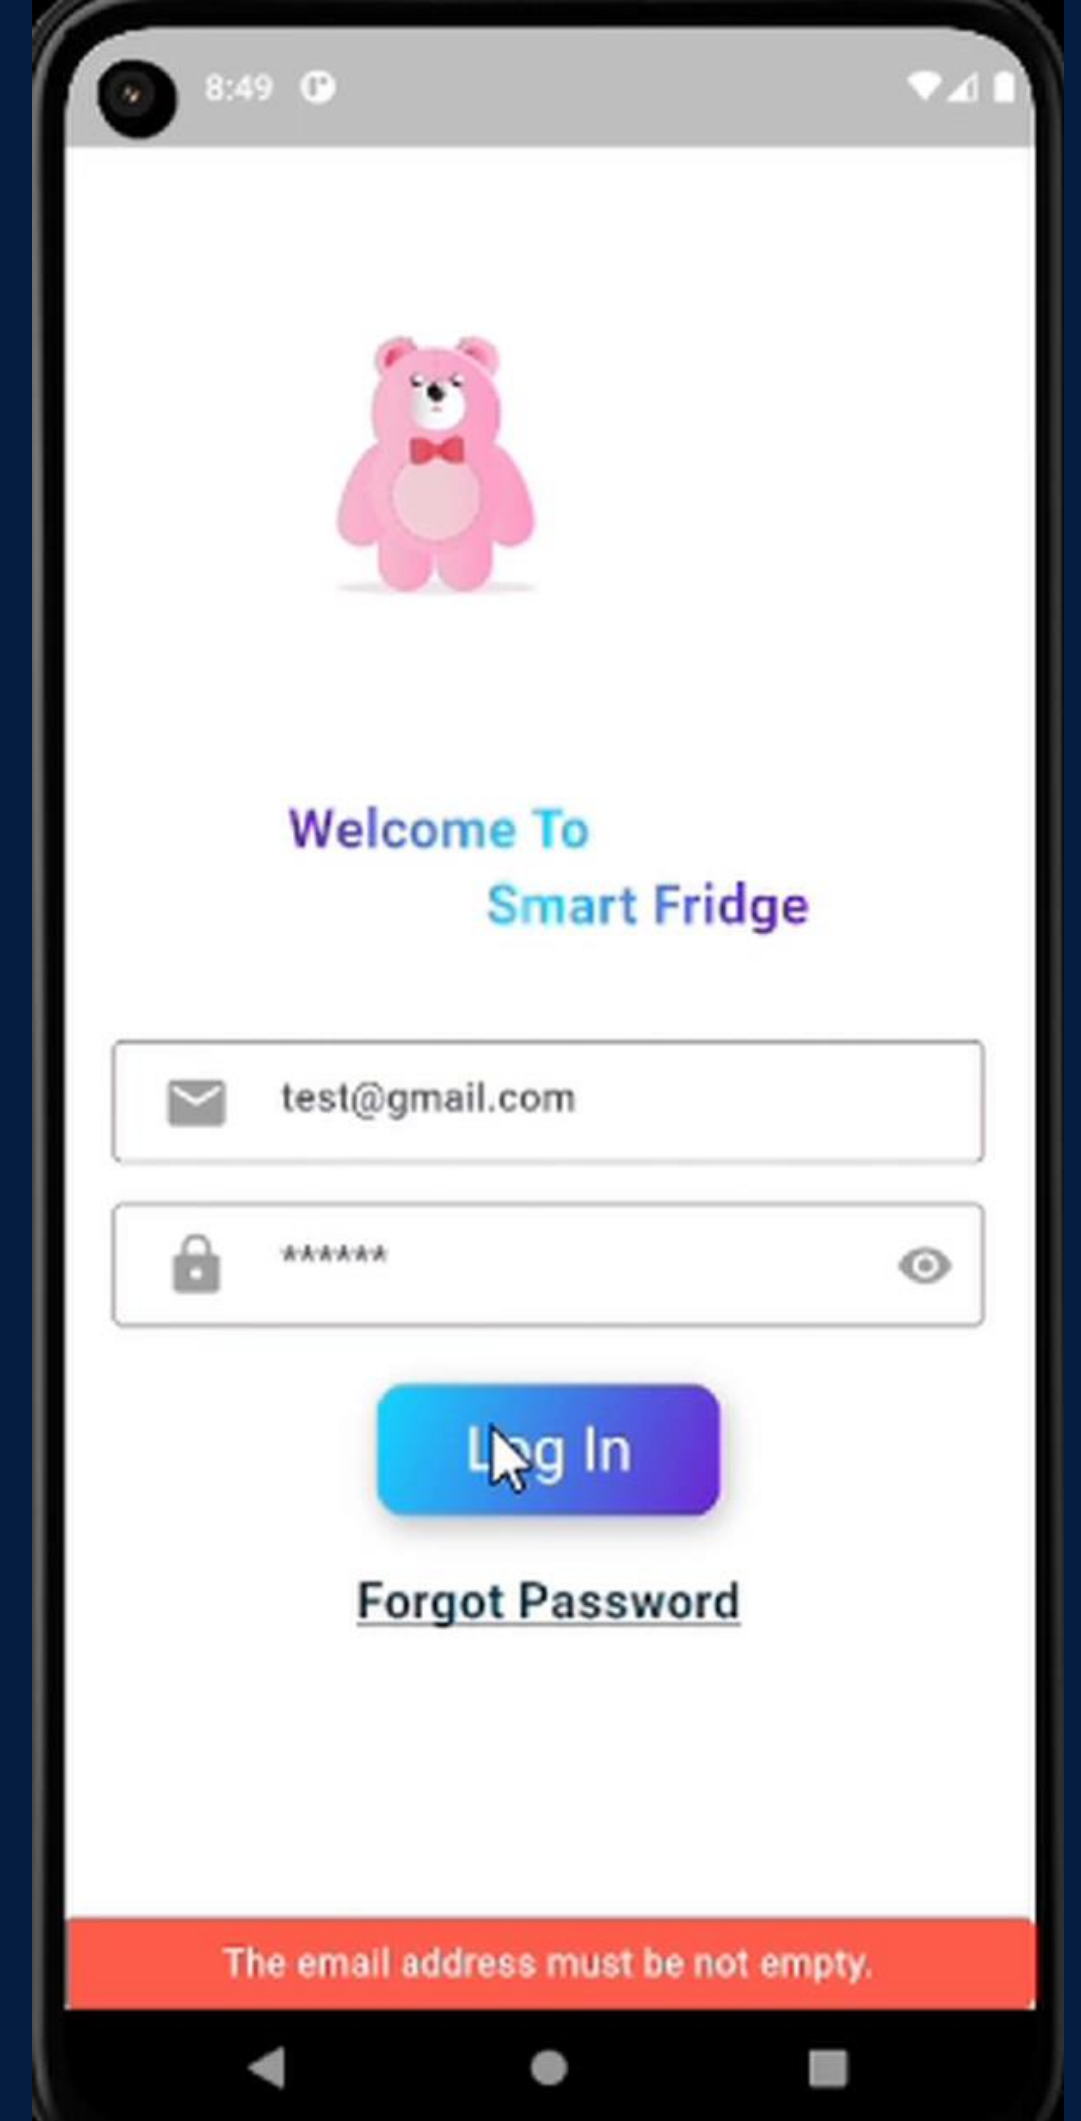 8:49
Welcome To
Smart Fridge
test@gmail.com
******
Log In
Forgot Password
The email address must be not empty.